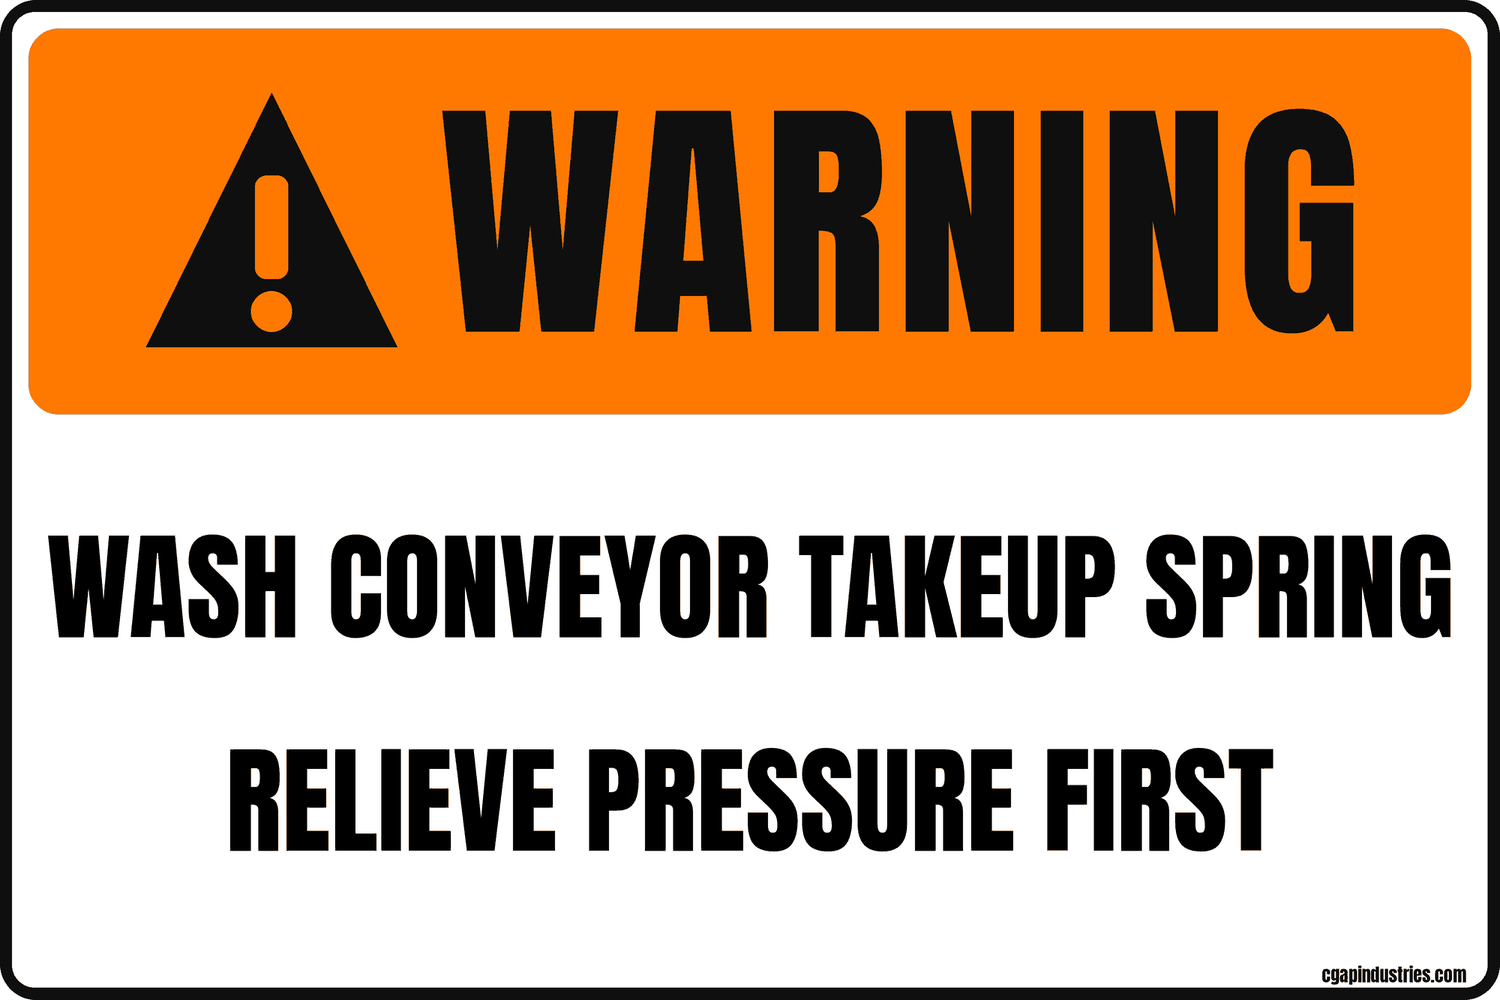 WARNING
WASH CONVEYOR TAKEUP SPRING
RELIEVE PRESSURE FIRST
cgapindustries.com